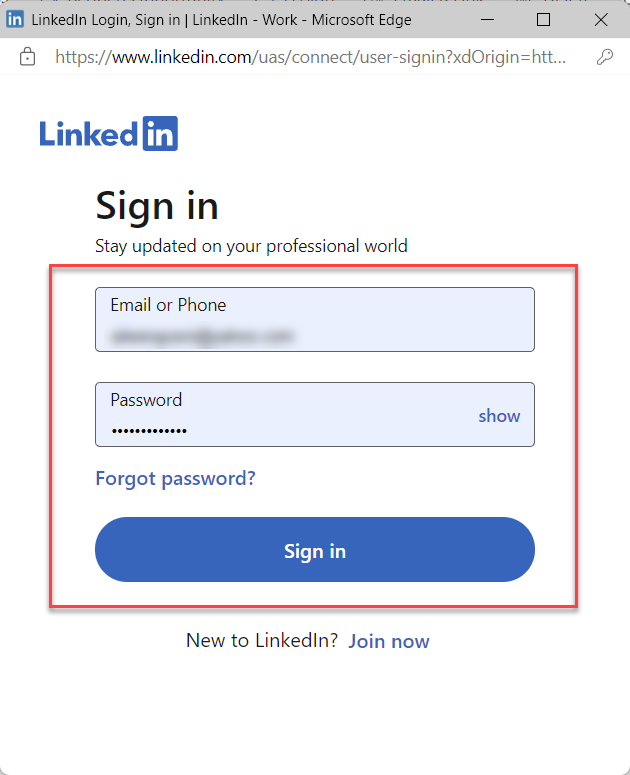 LinkedIn Login, Sign in | LinkedIn - Work - Microsoft Edge
https://www.linkedin.com/uas/connect/user-signin?xdOrigin=htt...
Linked in
Sign in
Stay updated on your professional world
Email or Phone
Password
•••••••••••••
show
Forgot password?
Sign in
New to LinkedIn? Join now